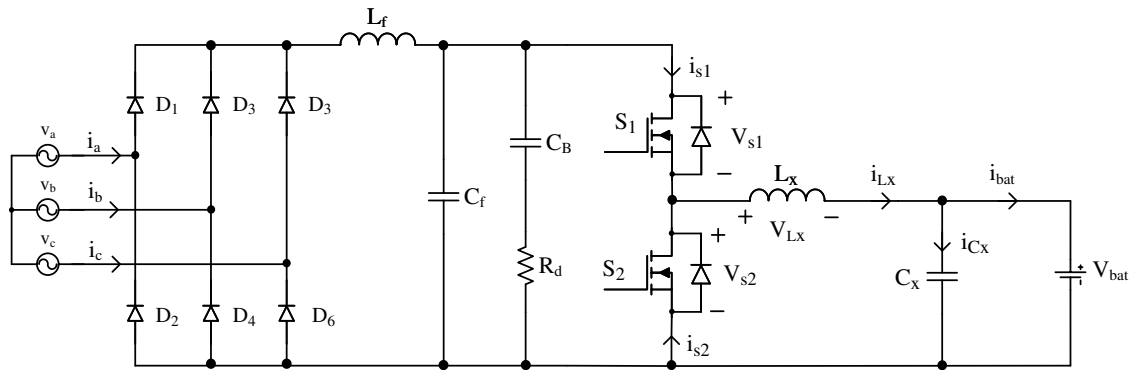 L_f
i_s1
D_1
D_3
D_3
+
S_1
V_s1
v_a
i_a
C_B
−
L_x
i_Lx
i_bat
v_b
i_b
C_f
+
−
V_Lx
+
i_Cx
v_c
i_c
R_d
S_2
V_s2
C_x
+
-
V_bat
D_2
D_4
D_6
−
i_s2